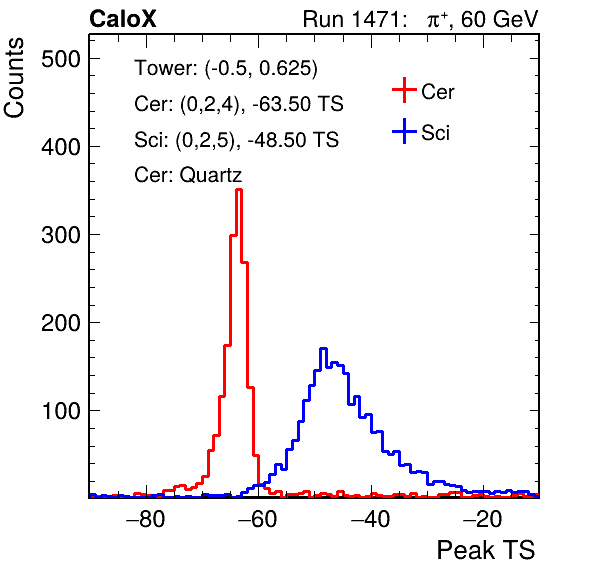 CaloX Run 1471: π⁺, 60 GeV
Counts
500
400
300
200
100
Tower: (-0.5, 0.625)
Cer: (0,2,4), -63.50 TS
Sci: (0,2,5), -48.50 TS
Cer: Quartz
Cer
Sci
−80 −60 −40 −20
Peak TS